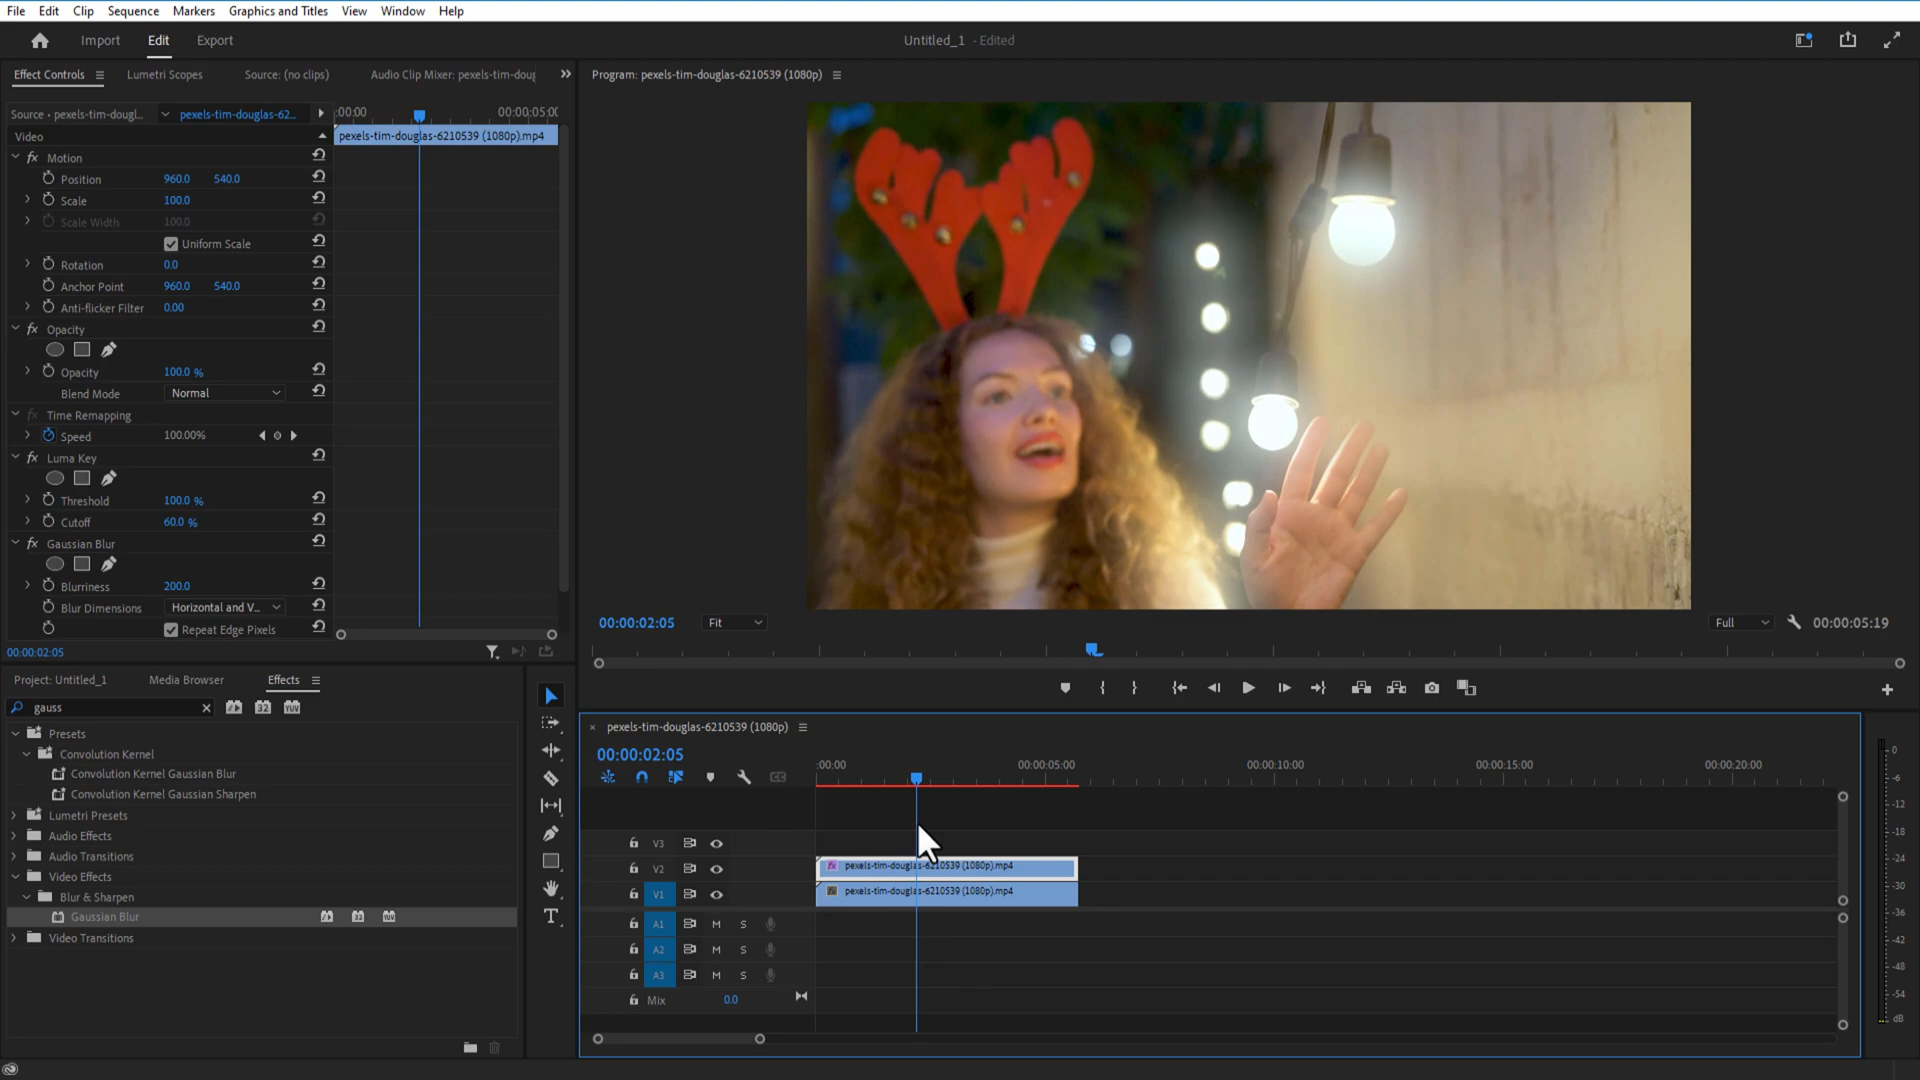 File Edit Clip Sequence Markers Graphics and Titles View Window Help
Import Edit Export
Untitled_1 - Edited
Effect Controls Lumetri Scopes Source: (no clips) Audio Clip Mixer: pexels-tim-doug
Program: pexels-tim-douglas-6210539 (1080p)
Source • pexels-tim-dougl... pexels-tim-douglas-62...
:00:00 00:00:05:00
Video
pexels-tim-douglas-6210539 (1080p).mp4
fx Motion
Position 960.0 540.0
Scale 100.0
Scale Width 100.0
Uniform Scale
Rotation 0.0
Anchor Point 960.0 540.0
Anti-flicker Filter 0.00
fx Opacity
Opacity 100.0 %
Blend Mode Normal
fx Time Remapping
Speed 100.00%
fx Luma Key
Threshold 100.0 %
Cutoff 60.0 %
fx Gaussian Blur
Blurriness 200.0
Blur Dimensions Horizontal and V...
Repeat Edge Pixels
00:00:02:05
00:00:02:05 Fit Full 00:00:05:19
Project: Untitled_1 Media Browser Effects
gauss
32 YUV
Presets
Convolution Kernel
Convolution Kernel Gaussian Blur
Convolution Kernel Gaussian Sharpen
Lumetri Presets
Audio Effects
Audio Transitions
Video Effects
Blur & Sharpen
Gaussian Blur
Video Transitions
pexels-tim-douglas-6210539 (1080p)
00:00:02:05
:00:00 00:00:05:00 00:00:10:00 00:00:15:00 00:00:20:00
V3
V2
fx pexels-tim-douglas-6210539 (1080p).mp4
V1
fx pexels-tim-douglas-6210539 (1080p).mp4
A1 M S
A2 M S
A3 M S
Mix 0.0
0
-6
-12
-18
-24
-30
-36
-42
-48
-54
dB